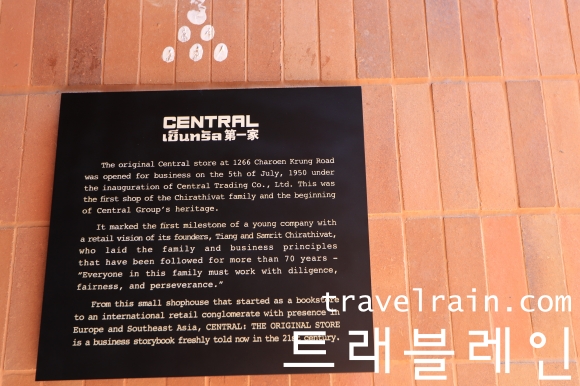 CENTRAL
เซ็นทรัล 第一家
The original Central store at 1266 Charoen Krung Road
was opened for business on the 5th of July, 1950 under
the inauguration of Central Trading Co., Ltd. This was
the first shop of the Chirathivat family and the beginning
of Central Group's heritage.
It marked the first milestone of a young company with
a retail vision of its founders, Tiang and Samrit Chirathivat,
who laid the family and business principles
that have been followed for more than 70 years -
"Everyone in this family must work with diligence,
fairness, and perseverance."
From this small shophouse that started as a bookstore
to an international retail conglomerate with presence in
Europe and Southeast Asia, CENTRAL: THE ORIGINAL STORE
is a business storybook freshly told now in the 21st century.
travelrain.com
트래블레인